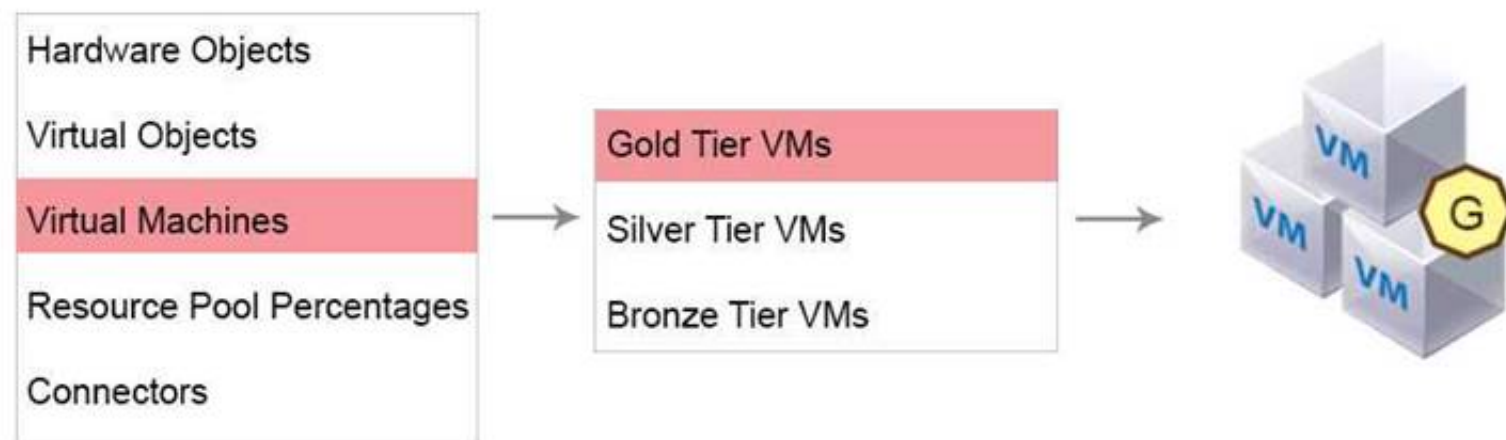 Hardware Objects
Virtual Objects
Virtual Machines
Resource Pool Percentages
Connectors
Gold Tier VMs
Silver Tier VMs
Bronze Tier VMs
VM
VM
VM
G